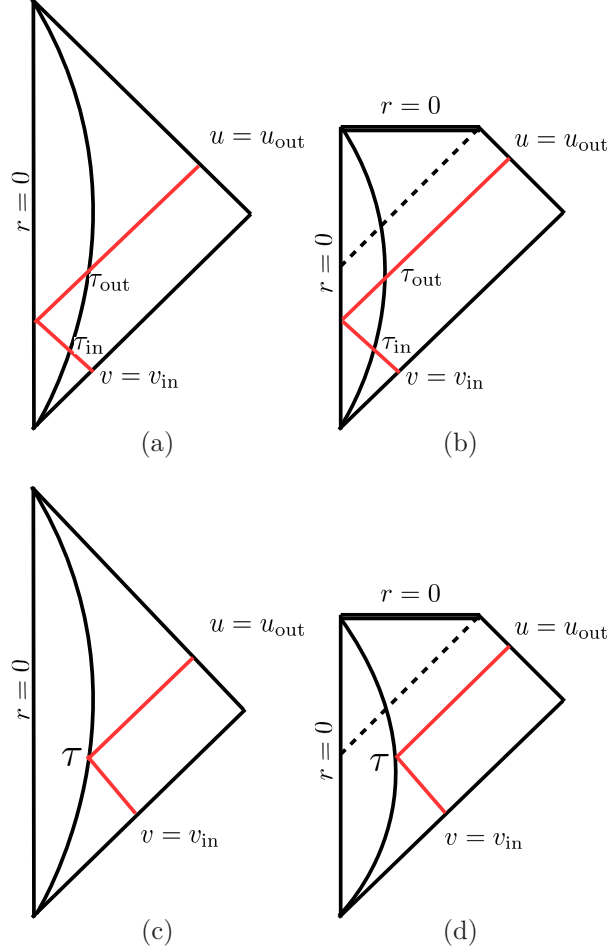 r = 0
u = u_out
τ_out
τ_in
v = v_in
(a)
r = 0
u = u_out
r = 0
τ_out
τ_in
v = v_in
(b)
u = u_out
r = 0
τ
v = v_in
(c)
r = 0
u = u_out
r = 0
τ
v = v_in
(d)